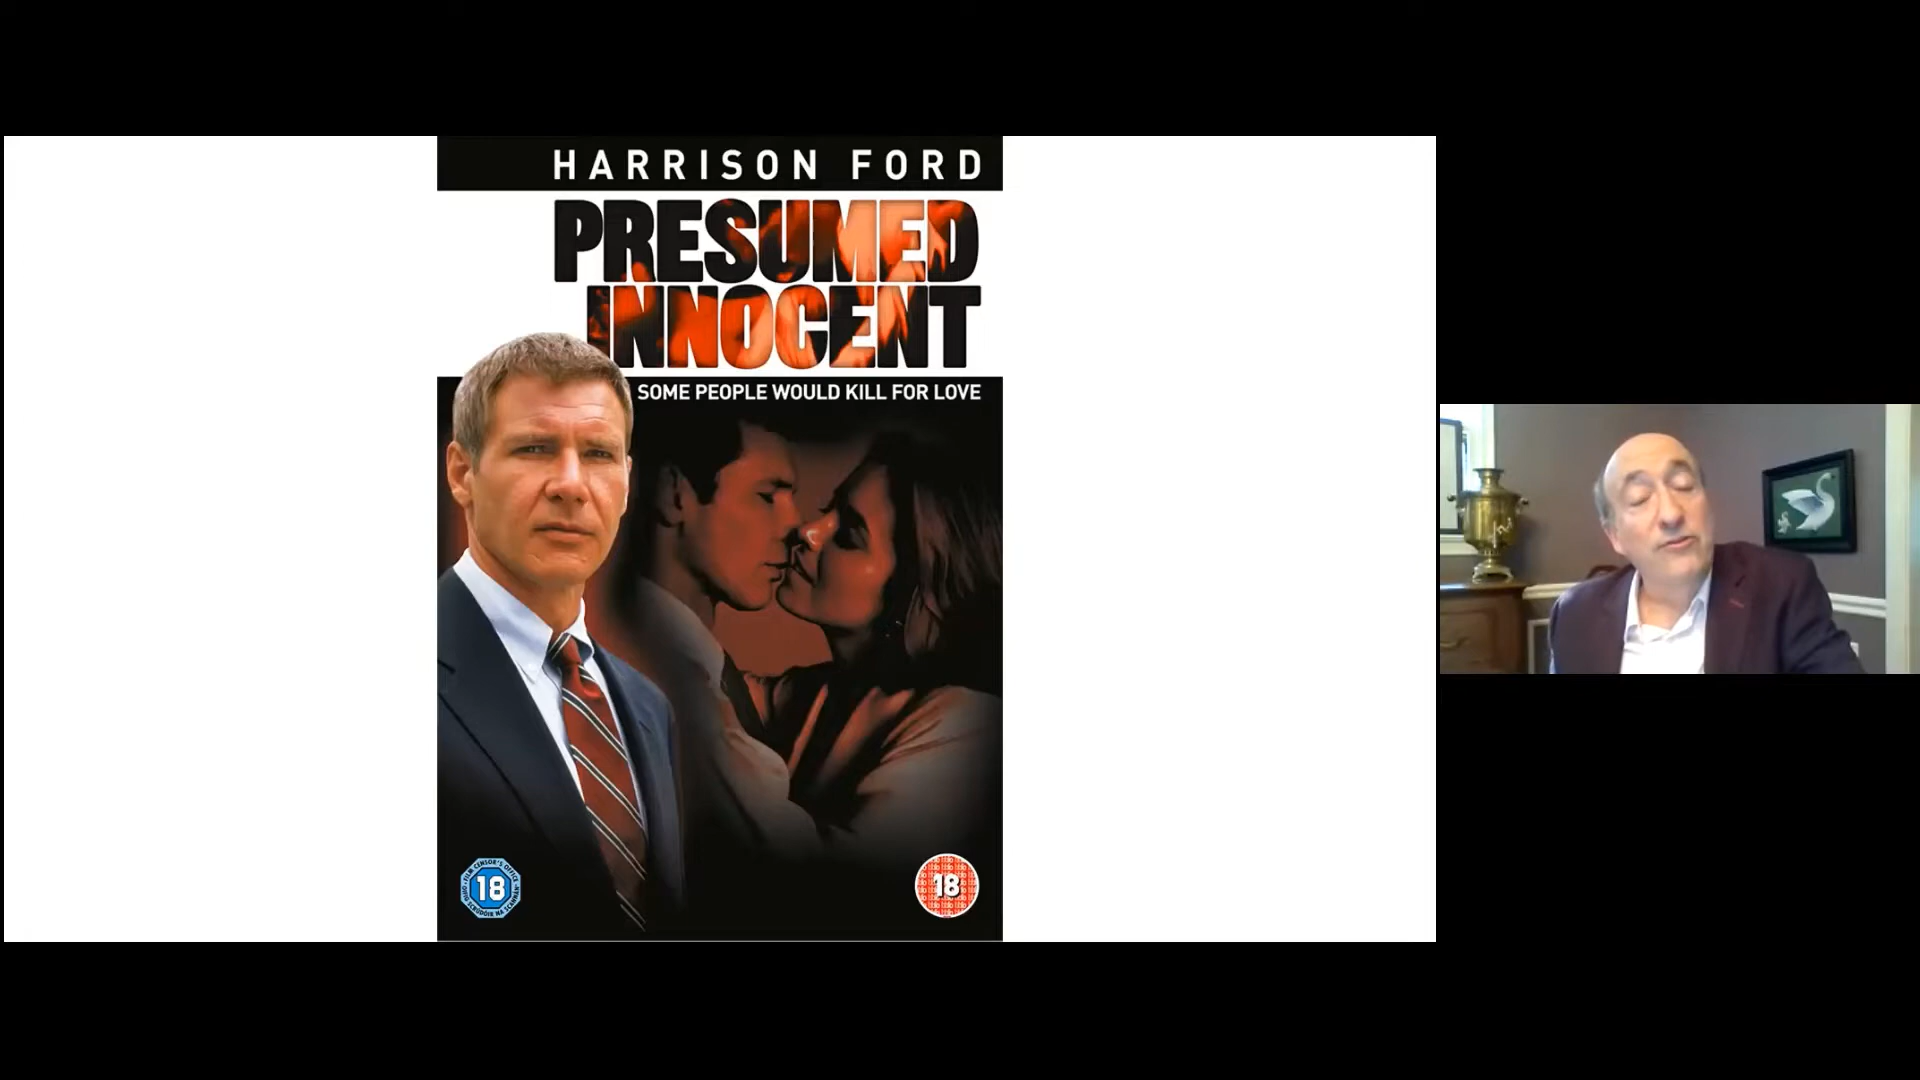 HARRISON FORD
PRESUMED
INNOCENT
SOME PEOPLE WOULD KILL FOR LOVE
18
18